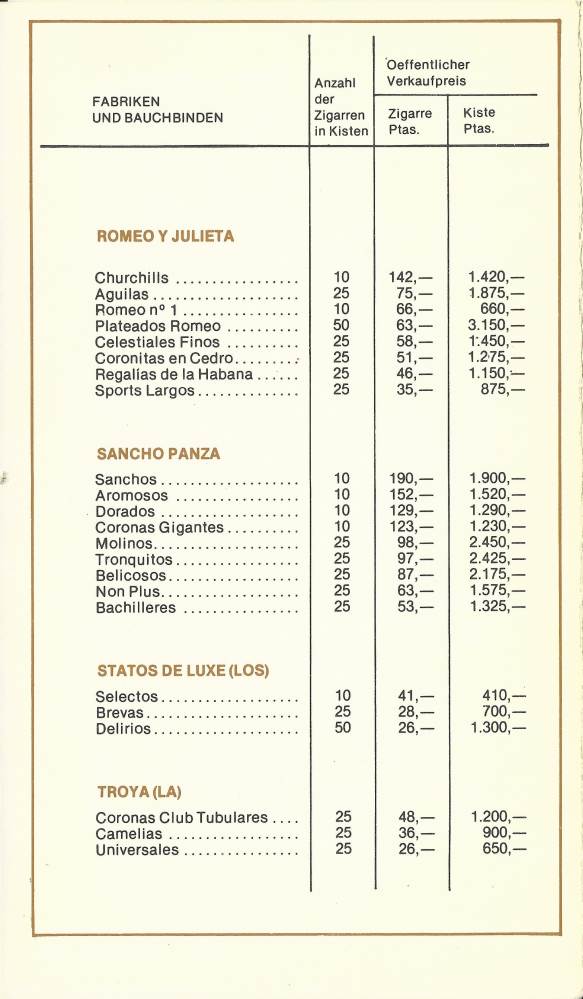 FABRIKEN
UND BAUCHBINDEN
Anzahl
der
Zigarren
in Kisten
Oeffentlicher
Verkaufpreis
Zigarre
Ptas.
Kiste
Ptas.
ROMEO Y JULIETA
Churchills .................. 10 142,— 1.420,—
Aguilas ..................... 25 75,— 1.875,—
Romeo nº 1 ................. 10 66,— 660,—
Plateados Romeo .......... 50 63,— 3.150,—
Celestiales Finos .......... 25 58,— 1.450,—
Coronitas en Cedro......... 25 51,— 1.275,—
Regalías de la Habana ...... 25 46,— 1.150,—
Sports Largos.............. 25 35,— 875,—
SANCHO PANZA
Sanchos ................... 10 190,— 1.900,—
Aromosos ................. 10 152,— 1.520,—
Dorados ................... 10 129,— 1.290,—
Coronas Gigantes .......... 10 123,— 1.230,—
Molinos.................... 25 98,— 2.450,—
Tronquitos ................. 25 97,— 2.425,—
Belicosos.................. 25 87,— 2.175,—
Non Plus................... 25 63,— 1.575,—
Bachilleres ................ 25 53,— 1.325,—
STATOS DE LUXE (LOS)
Selectos................... 10 41,— 410,—
Brevas..................... 25 28,— 700,—
Delirios.................... 50 26,— 1.300,—
TROYA (LA)
Coronas Club Tubulares .... 25 48,— 1.200,—
Camelias .................. 25 36,— 900,—
Universales ................ 25 26,— 650,—